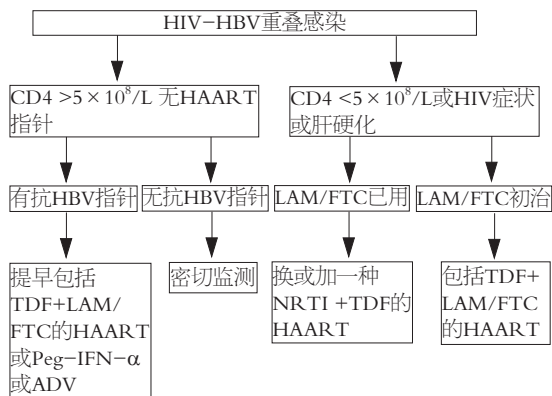 HIV−HBV重叠感染
CD4 >5×10⁸/L 无HAART
指针
CD4 <5×10⁸/L或HIV症状
或肝硬化
有抗HBV指针
无抗HBV指针
LAM/FTC已用
LAM/FTC初治
提早包括
TDF+LAM/
FTC的HAART
或Peg−IFN−α
或ADV
密切监测
换或加一种
NRTI +TDF的
HAART
包括TDF+
LAM/FTC
的HAART